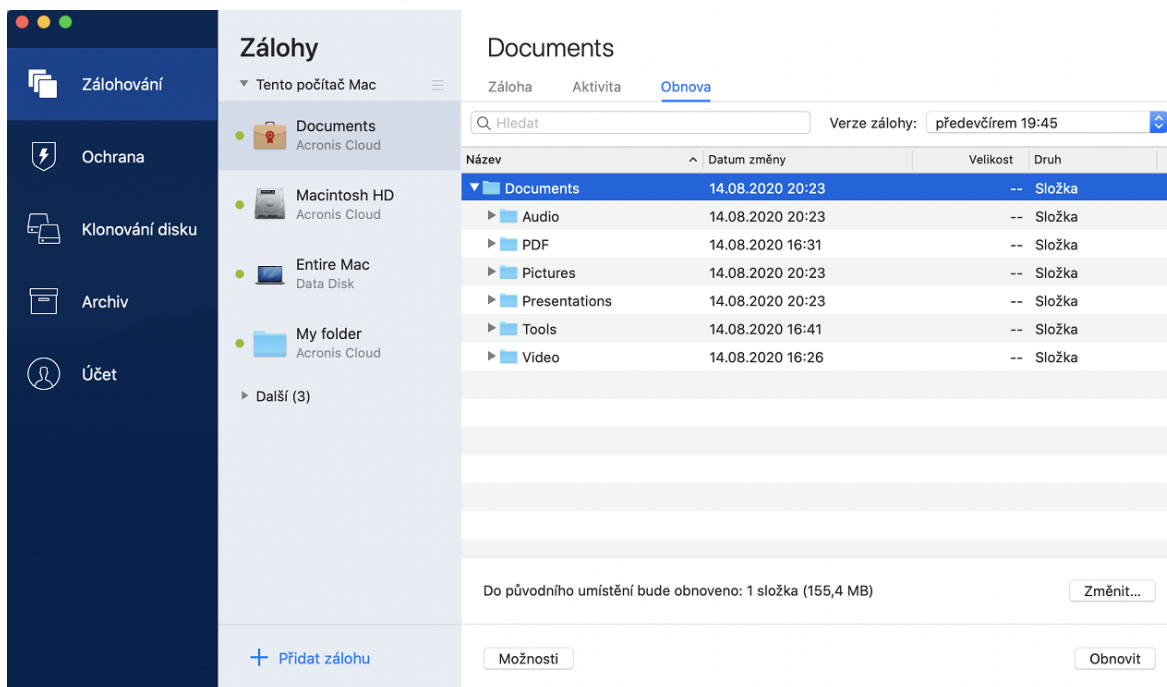 Zálohování
Ochrana
Klonování disku
Archiv
Účet
Zálohy
Tento počítač Mac
Documents
Acronis Cloud
Macintosh HD
Acronis Cloud
Entire Mac
Data Disk
My folder
Acronis Cloud
Další (3)
Přidat zálohu
Documents
Záloha Aktivita Obnova
Hledat Verze zálohy: předevčírem 19:45
Název Datum změny Velikost Druh
Documents 14.08.2020 20:23 -- Složka
Audio 14.08.2020 20:23 -- Složka
PDF 14.08.2020 16:31 -- Složka
Pictures 14.08.2020 20:23 -- Složka
Presentations 14.08.2020 20:23 -- Složka
Tools 14.08.2020 16:41 -- Složka
Video 14.08.2020 16:26 -- Složka
Do původního umístění bude obnoveno: 1 složka (155,4 MB) Změnit...
Možnosti Obnovit